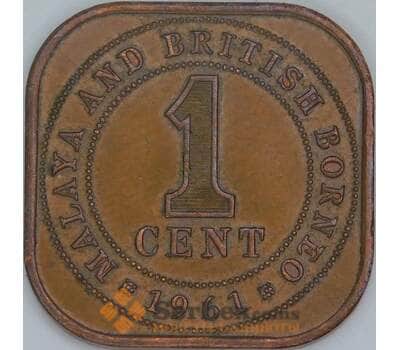 MALAYA AND BRITISH BORNEO
1
CENT
1961